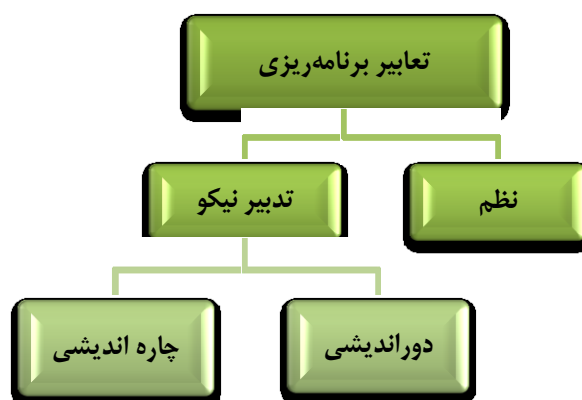 تعابیر برنامه‌ریزی
نظم
تدبیر نیکو
دوراندیشی
چاره اندیشی